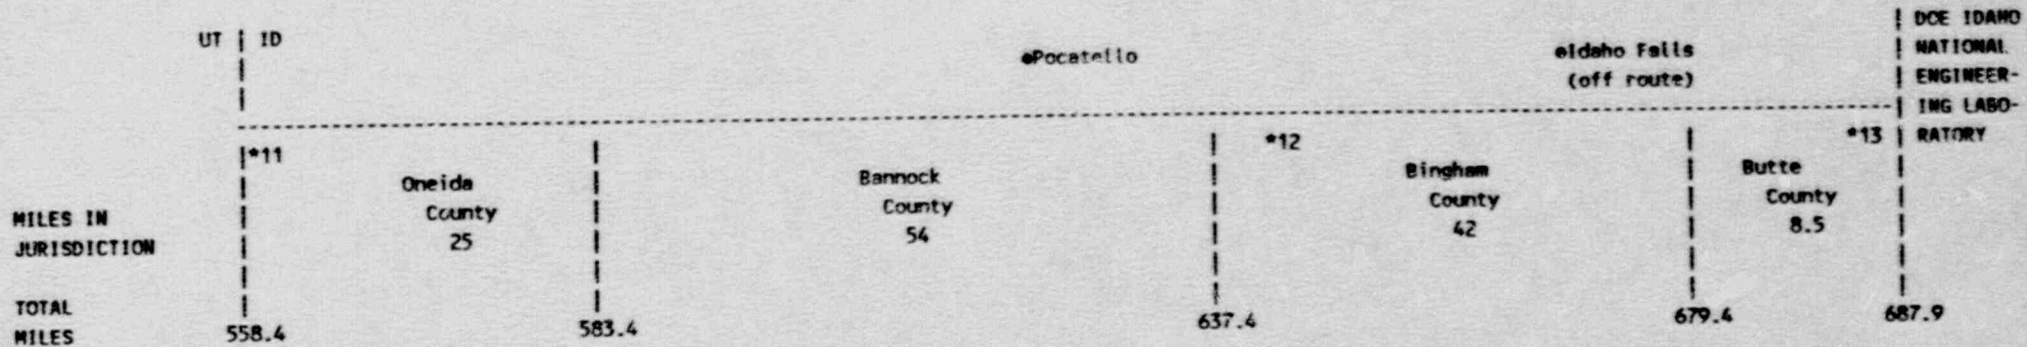 UT | ID
●Pocatello
●Idaho Falls
(off route)
DOE IDAHO
NATIONAL
ENGINEER-
ING LABO-
RATORY
*11
*12
*13
Oneida
County
25
Bannock
County
54
Bingham
County
42
Butte
County
8.5
MILES IN
JURISDICTION
TOTAL
MILES
558.4
583.4
637.4
679.4
687.9